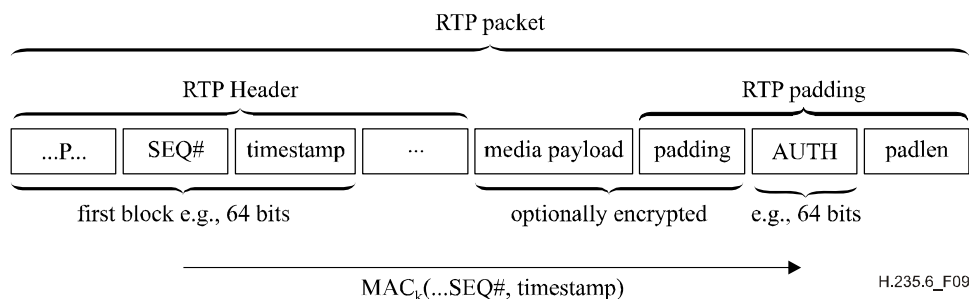 RTP packet
RTP Header RTP padding
...P... SEQ# timestamp ... media payload padding AUTH padlen
first block e.g., 64 bits optionally encrypted e.g., 64 bits
MACk(...SEQ#, timestamp)
H.235.6_F09